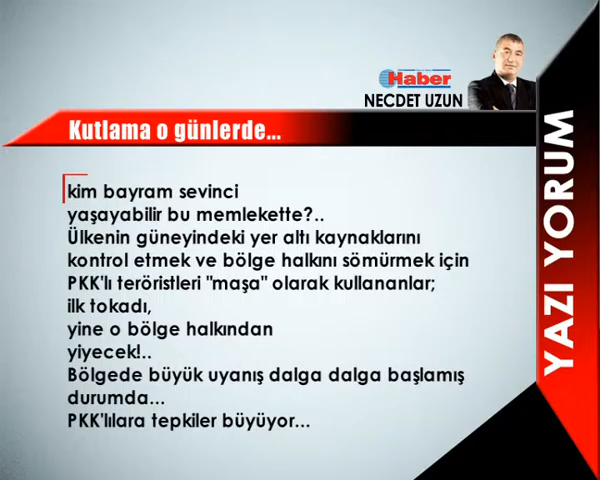 Haber
NECDET UZUN
Kutlama o günlerde...
kim bayram sevinci
yaşayabilir bu memlekette?..
Ülkenin güneyindeki yer altı kaynaklarını
kontrol etmek ve bölge halkını sömürmek için
PKK'lı teröristleri "maşa" olarak kullananlar;
ilk tokadı,
yine o bölge halkından
yiyecek!..
Bölgede büyük uyanış dalga dalga başlamış
durumda...
PKK'lılara tepkiler büyüyor...
YAZI YORUM